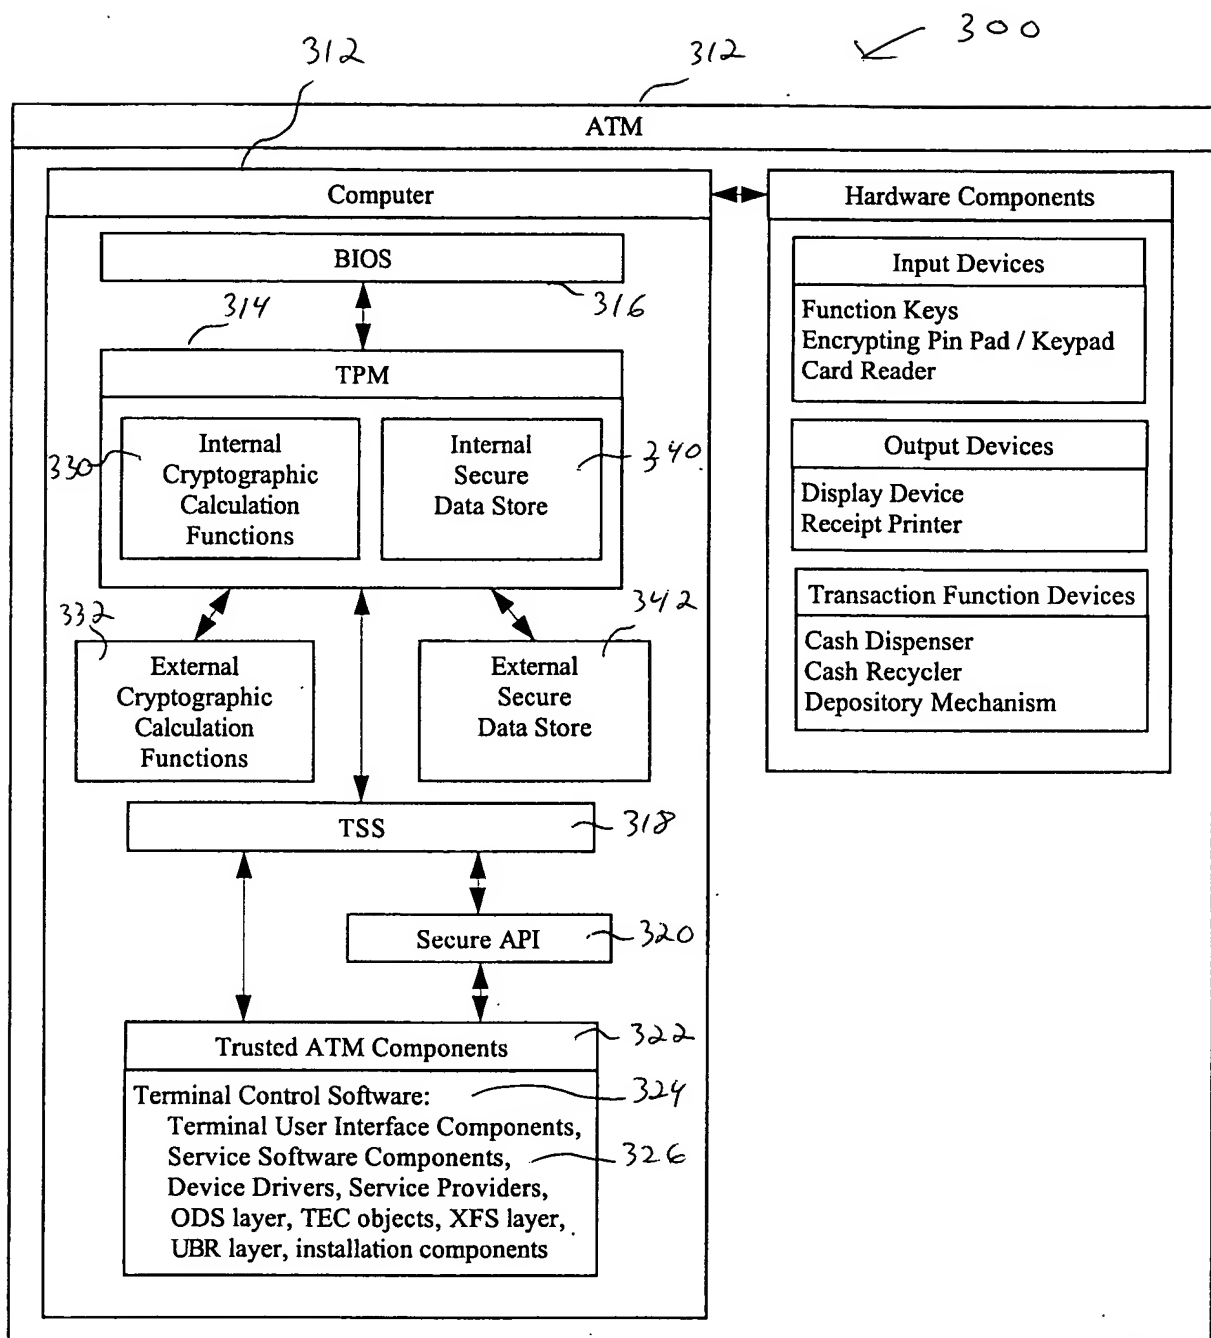 300
312
312
ATM
Computer
BIOS
316
314
TPM
Internal
Cryptographic
Calculation
Functions
330
Internal
Secure
Data Store
340
332
External
Cryptographic
Calculation
Functions
342
External
Secure
Data Store
TSS
318
Secure API
320
Trusted ATM Components
322
Terminal Control Software:
324
Terminal User Interface Components,
Service Software Components,
326
Device Drivers, Service Providers,
ODS layer, TEC objects, XFS layer,
UBR layer, installation components
Hardware Components
Input Devices
Function Keys
Encrypting Pin Pad / Keypad
Card Reader
Output Devices
Display Device
Receipt Printer
Transaction Function Devices
Cash Dispenser
Cash Recycler
Depository Mechanism